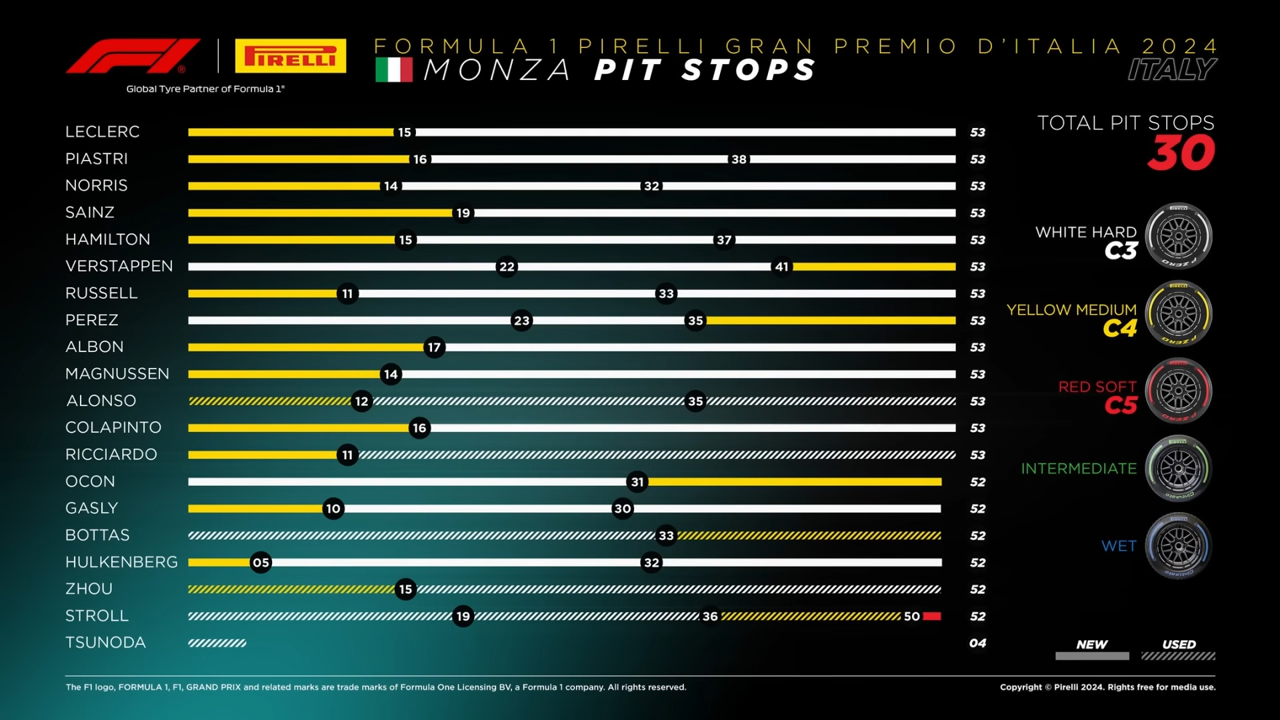 F1®
PIRELLI
Global Tyre Partner of Formula 1®
FORMULA 1 PIRELLI GRAN PREMIO D'ITALIA 2024
MONZA PIT STOPS
ITALY
LECLERC 15 53
PIASTRI 16 38 53
NORRIS 14 32 53
SAINZ 19 53
HAMILTON 15 37 53
VERSTAPPEN 22 41 53
RUSSELL 11 33 53
PEREZ 23 35 53
ALBON 17 53
MAGNUSSEN 14 53
ALONSO 12 35 53
COLAPINTO 16 53
RICCIARDO 11 53
OCON 31 52
GASLY 10 30 52
BOTTAS 33 52
HULKENBERG 05 32 52
ZHOU 15 52
STROLL 19 36 50 52
TSUNODA 04
TOTAL PIT STOPS
30
WHITE HARD
C3
YELLOW MEDIUM
C4
RED SOFT
C5
INTERMEDIATE
WET
NEW USED
The F1 logo, FORMULA 1, F1, GRAND PRIX and related marks are trade marks of Formula One Licensing BV, a Formula 1 company. All rights reserved.
Copyright © Pirelli 2024. Rights free for media use.